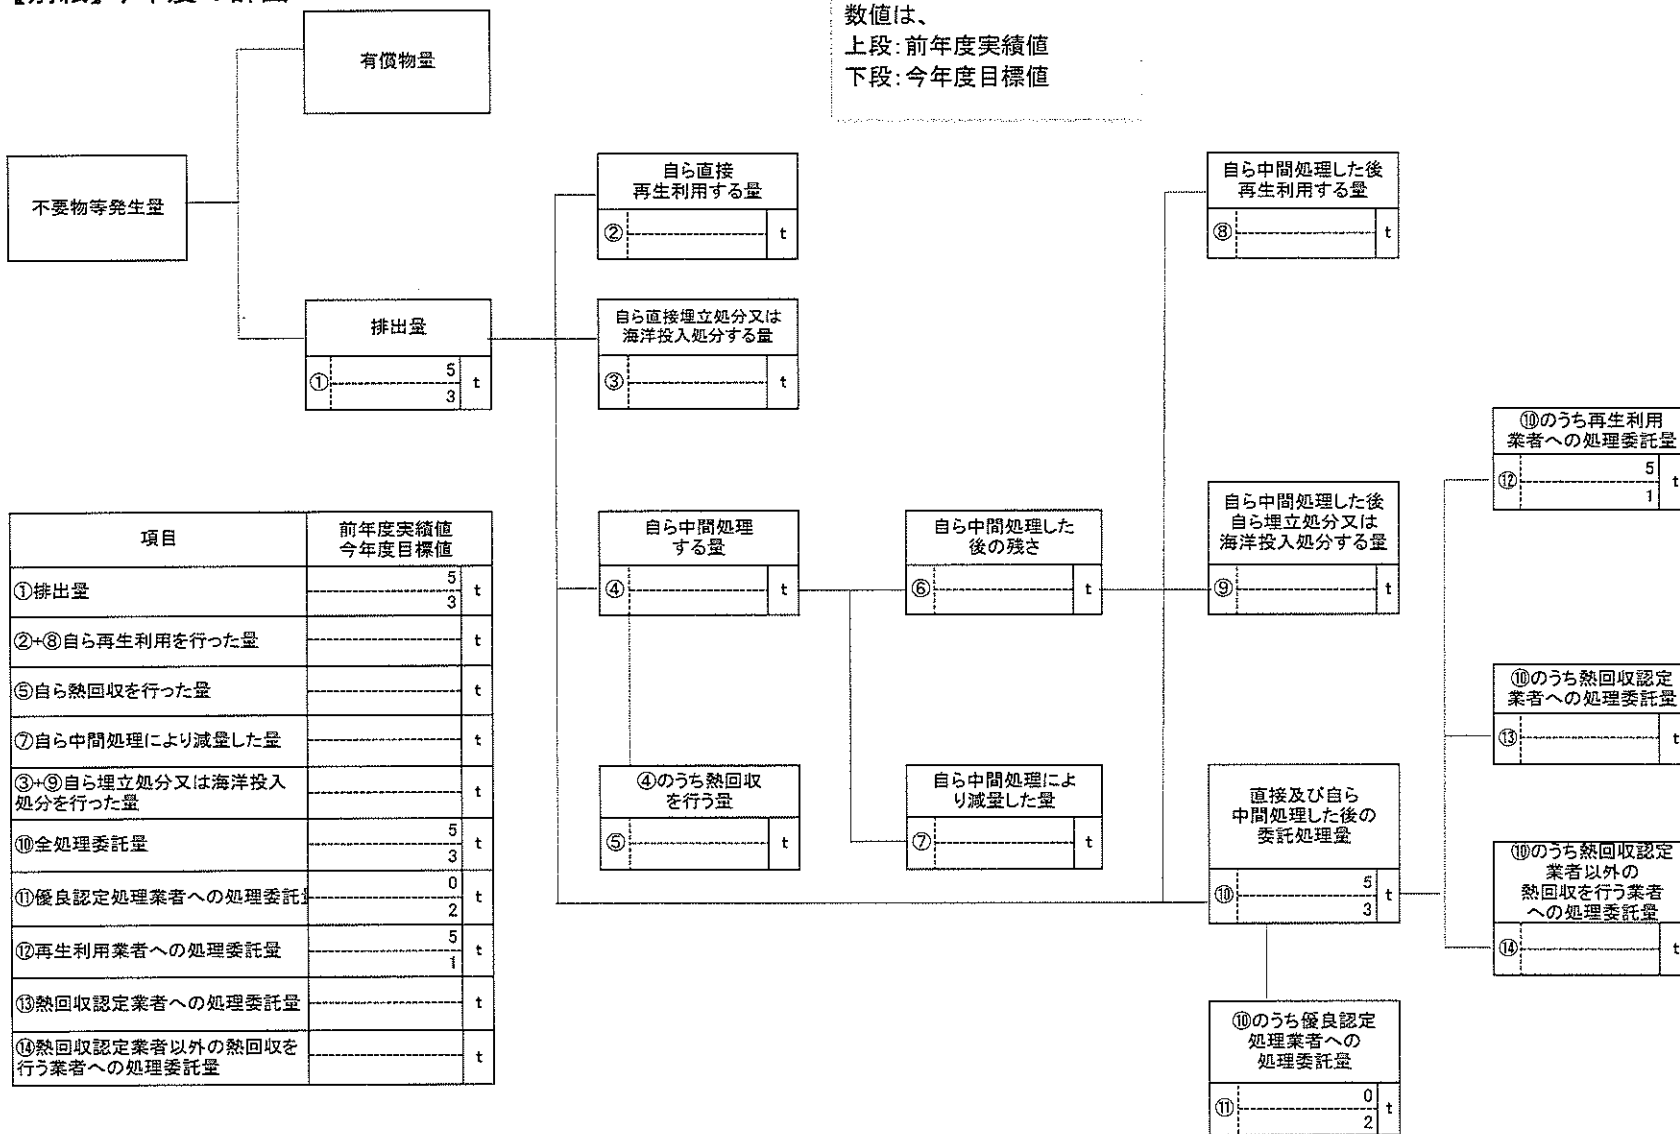 数値は、
上段:前年度実績値
下段:今年度目標値
有償物量
不要物等発生量
排出量
①
5
3
t
自ら直接
再生利用する量
②
t
自ら直接埋立処分又は
海洋投入処分する量
③
t
自ら中間処理
する量
④
t
④のうち熱回収
を行う量
⑤
t
自ら中間処理した
後の残さ
⑥
t
自ら中間処理によ
り減量した量
⑦
t
自ら中間処理した後
再生利用する量
⑧
t
自ら中間処理した後
自ら埋立処分又は
海洋投入処分する量
⑨
t
直接及び自ら
中間処理した後の
委託処理量
⑩
5
3
t
⑩のうち優良認定
処理業者への
処理委託量
⑪
0
2
t
⑩のうち再生利用
業者への処理委託量
⑫
5
1
t
⑩のうち熱回収認定
業者への処理委託量
⑬
t
⑩のうち熱回収認定
業者以外の
熱回収を行う業者
への処理委託量
⑭
t
項目
前年度実績値
今年度目標値
①排出量
5
3
t
②+⑧自ら再生利用を行った量
t
⑤自ら熱回収を行った量
t
⑦自ら中間処理により減量した量
t
③+⑨自ら埋立処分又は海洋投入
処分を行った量
t
⑩全処理委託量
5
3
t
⑪優良認定処理業者への処理委託
0
2
t
⑫再生利用業者への処理委託量
5
1
t
⑬熱回収認定業者への処理委託量
t
⑭熱回収認定業者以外の熱回収を
行う業者への処理委託量
t